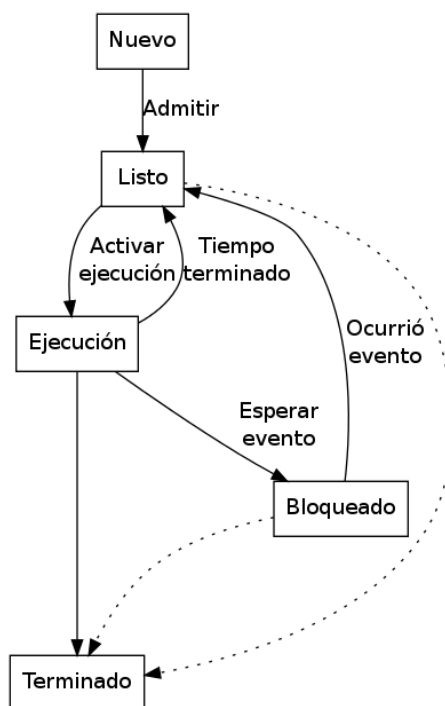 Nuevo
Admitir
Listo
Activar
ejecución
Tiempo
terminado
Ejecución
Ocurrió
evento
Esperar
evento
Bloqueado
Terminado